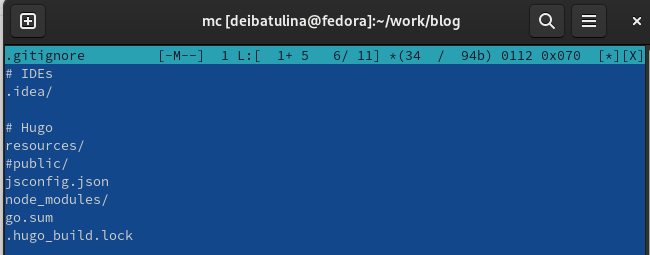 mc [deibatulina@fedora]:~/work/blog
.gitignore [-M--] 1 L:[ 1+ 5 6/ 11] *(34 / 94b) 0112 0x070 [*][X]
# IDEs
.idea/

# Hugo
resources/
#public/
jsconfig.json
node_modules/
go.sum
.hugo_build.lock